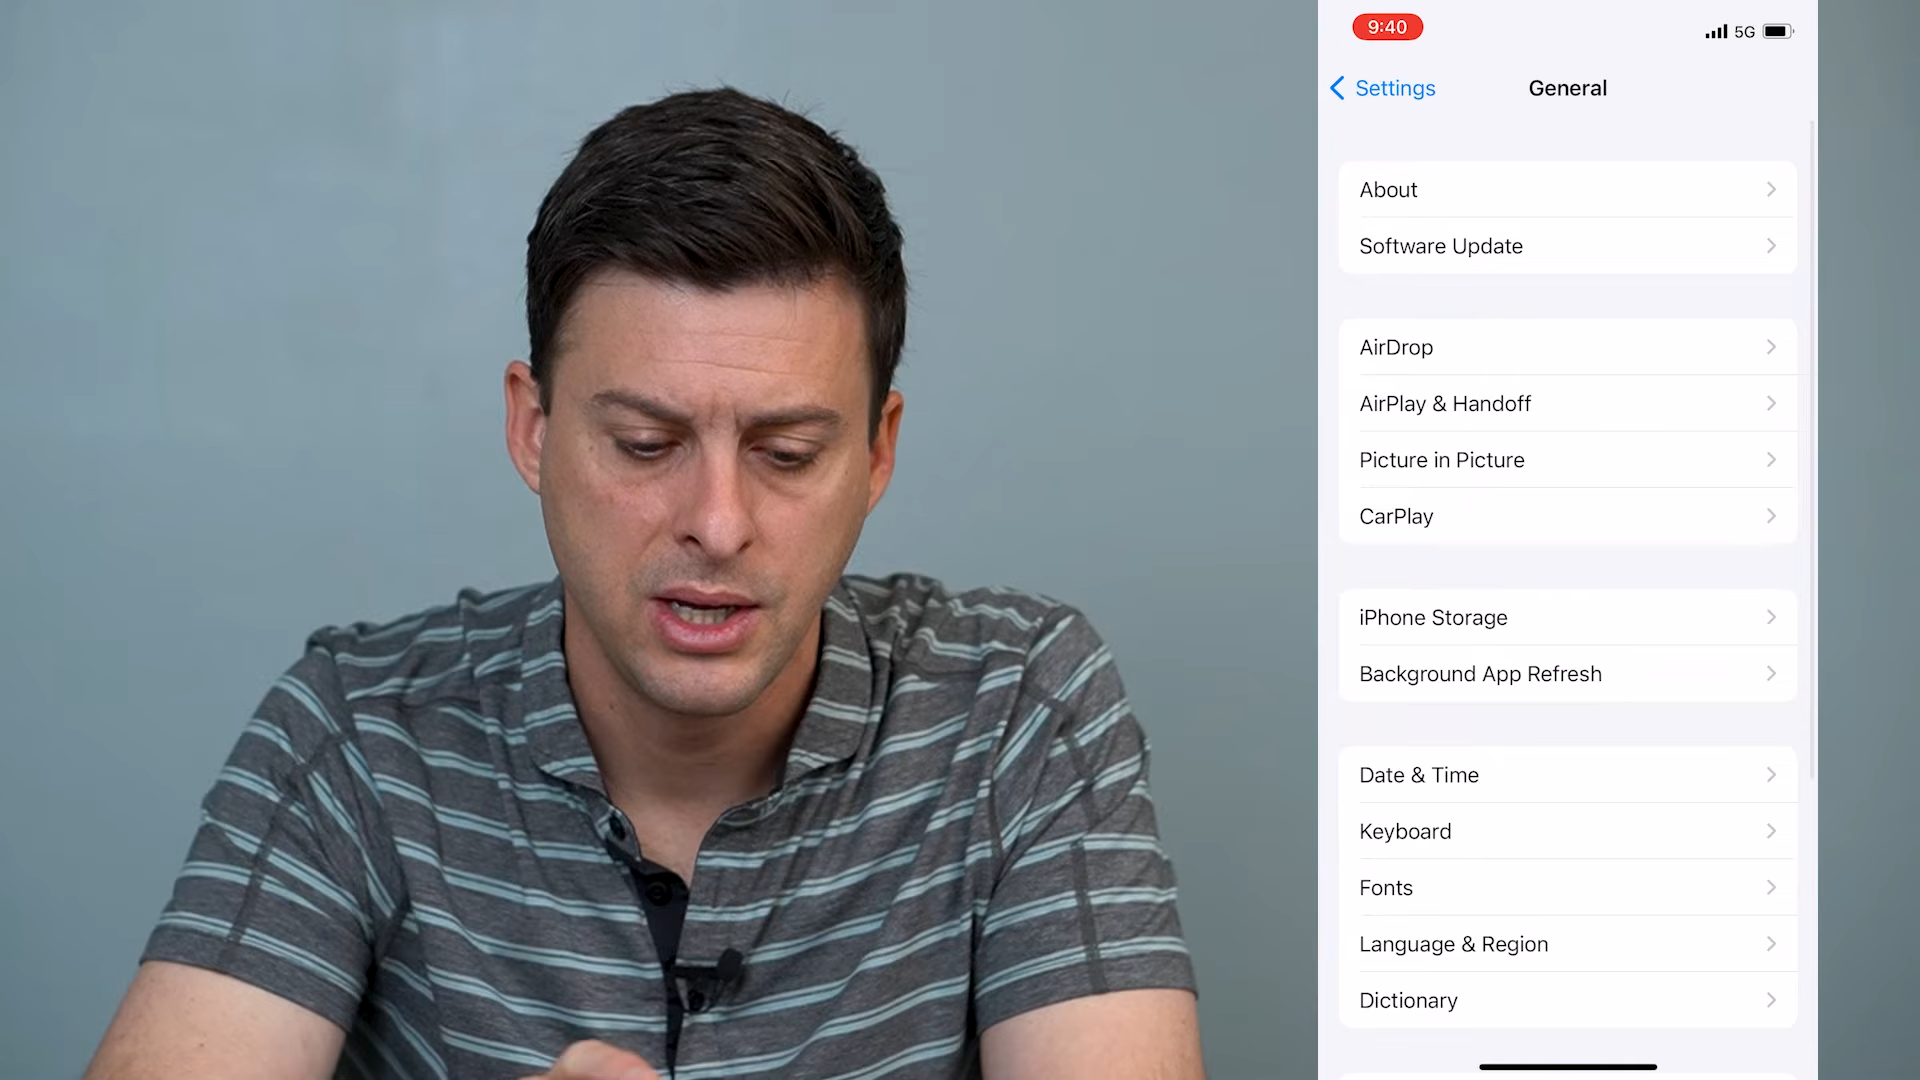 9:40
5G
Settings
General
About
Software Update
AirDrop
AirPlay & Handoff
Picture in Picture
CarPlay
iPhone Storage
Background App Refresh
Date & Time
Keyboard
Fonts
Language & Region
Dictionary